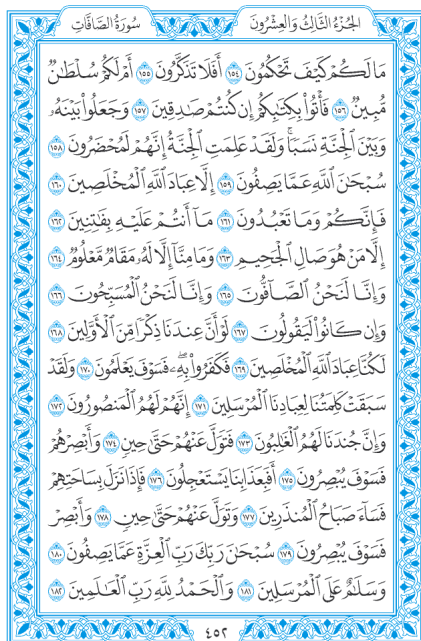 الجُزْءُ الثَّالِثُ وَالعِشْرُونَ
سُورَةُ الصَّافَّاتِ
مَا لَكُمْ كَيْفَ تَحْكُمُونَ ١٥٤ أَفَلَا تَذَكَّرُونَ ١٥٥ أَمْ لَكُمْ سُلْطَٰنٌ
مُّبِينٌ ١٥٦ فَأْتُوا۟ بِكِتَٰبِكُمْ إِن كُنتُمْ صَٰدِقِينَ ١٥٧ وَجَعَلُوا۟ بَيْنَهُۥ
وَبَيْنَ ٱلْجِنَّةِ نَسَبًا ۚ وَلَقَدْ عَلِمَتِ ٱلْجِنَّةُ إِنَّهُمْ لَمُحْضَرُونَ ١٥٨
سُبْحَٰنَ ٱللَّهِ عَمَّا يَصِفُونَ ١٥٩ إِلَّا عِبَادَ ٱللَّهِ ٱلْمُخْلَصِينَ ١٦٠
فَإِنَّكُمْ وَمَا تَعْبُدُونَ ١٦١ مَآ أَنتُمْ عَلَيْهِ بِفَٰتِنِينَ ١٦٢
إِلَّا مَنْ هُوَ صَالِ ٱلْجَحِيمِ ١٦٣ وَمَا مِنَّآ إِلَّا لَهُۥ مَقَامٌ مَّعْلُومٌ ١٦٤
وَإِنَّا لَنَحْنُ ٱلصَّآفُّونَ ١٦٥ وَإِنَّا لَنَحْنُ ٱلْمُسَبِّحُونَ ١٦٦
وَإِن كَانُوا۟ لَيَقُولُونَ ١٦٧ لَوْ أَنَّ عِندَنَا ذِكْرًا مِّنَ ٱلْأَوَّلِينَ ١٦٨
لَكُنَّا عِبَادَ ٱللَّهِ ٱلْمُخْلَصِينَ ١٦٩ فَكَفَرُوا۟ بِهِۦ ۖ فَسَوْفَ يَعْلَمُونَ ١٧٠ وَلَقَدْ
سَبَقَتْ كَلِمَتُنَا لِعِبَادِنَا ٱلْمُرْسَلِينَ ١٧١ إِنَّهُمْ لَهُمُ ٱلْمَنصُورُونَ ١٧٢
وَإِنَّ جُندَنَا لَهُمُ ٱلْغَٰلِبُونَ ١٧٣ فَتَوَلَّ عَنْهُمْ حَتَّىٰ حِينٍ ١٧٤ وَأَبْصِرْهُمْ
فَسَوْفَ يُبْصِرُونَ ١٧٥ أَفَبِعَذَابِنَا يَسْتَعْجِلُونَ ١٧٦ فَإِذَا نَزَلَ بِسَاحَتِهِمْ
فَسَآءَ صَبَاحُ ٱلْمُنذَرِينَ ١٧٧ وَتَوَلَّ عَنْهُمْ حَتَّىٰ حِينٍ ١٧٨ وَأَبْصِرْ
فَسَوْفَ يُبْصِرُونَ ١٧٩ سُبْحَٰنَ رَبِّكَ رَبِّ ٱلْعِزَّةِ عَمَّا يَصِفُونَ ١٨٠
وَسَلَٰمٌ عَلَى ٱلْمُرْسَلِينَ ١٨١ وَٱلْحَمْدُ لِلَّهِ رَبِّ ٱلْعَٰلَمِينَ ١٨٢
٤٥٢